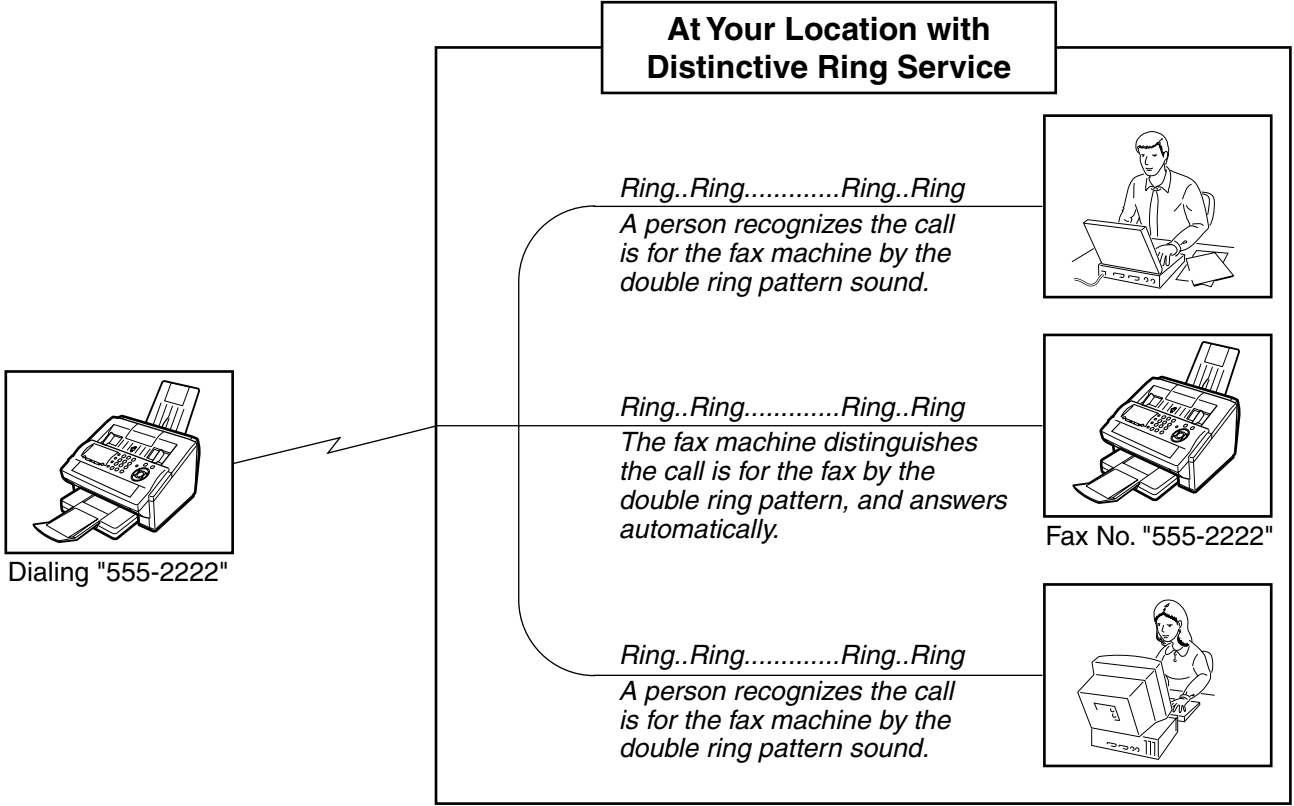 At Your Location with
Distinctive Ring Service
Ring..Ring.............Ring..Ring
A person recognizes the call
is for the fax machine by the
double ring pattern sound.
Dialing "555-2222"
Ring..Ring.............Ring..Ring
The fax machine distinguishes
the call is for the fax by the
double ring pattern, and answers
automatically.
Fax No. "555-2222"
Ring..Ring.............Ring..Ring
A person recognizes the call
is for the fax machine by the
double ring pattern sound.